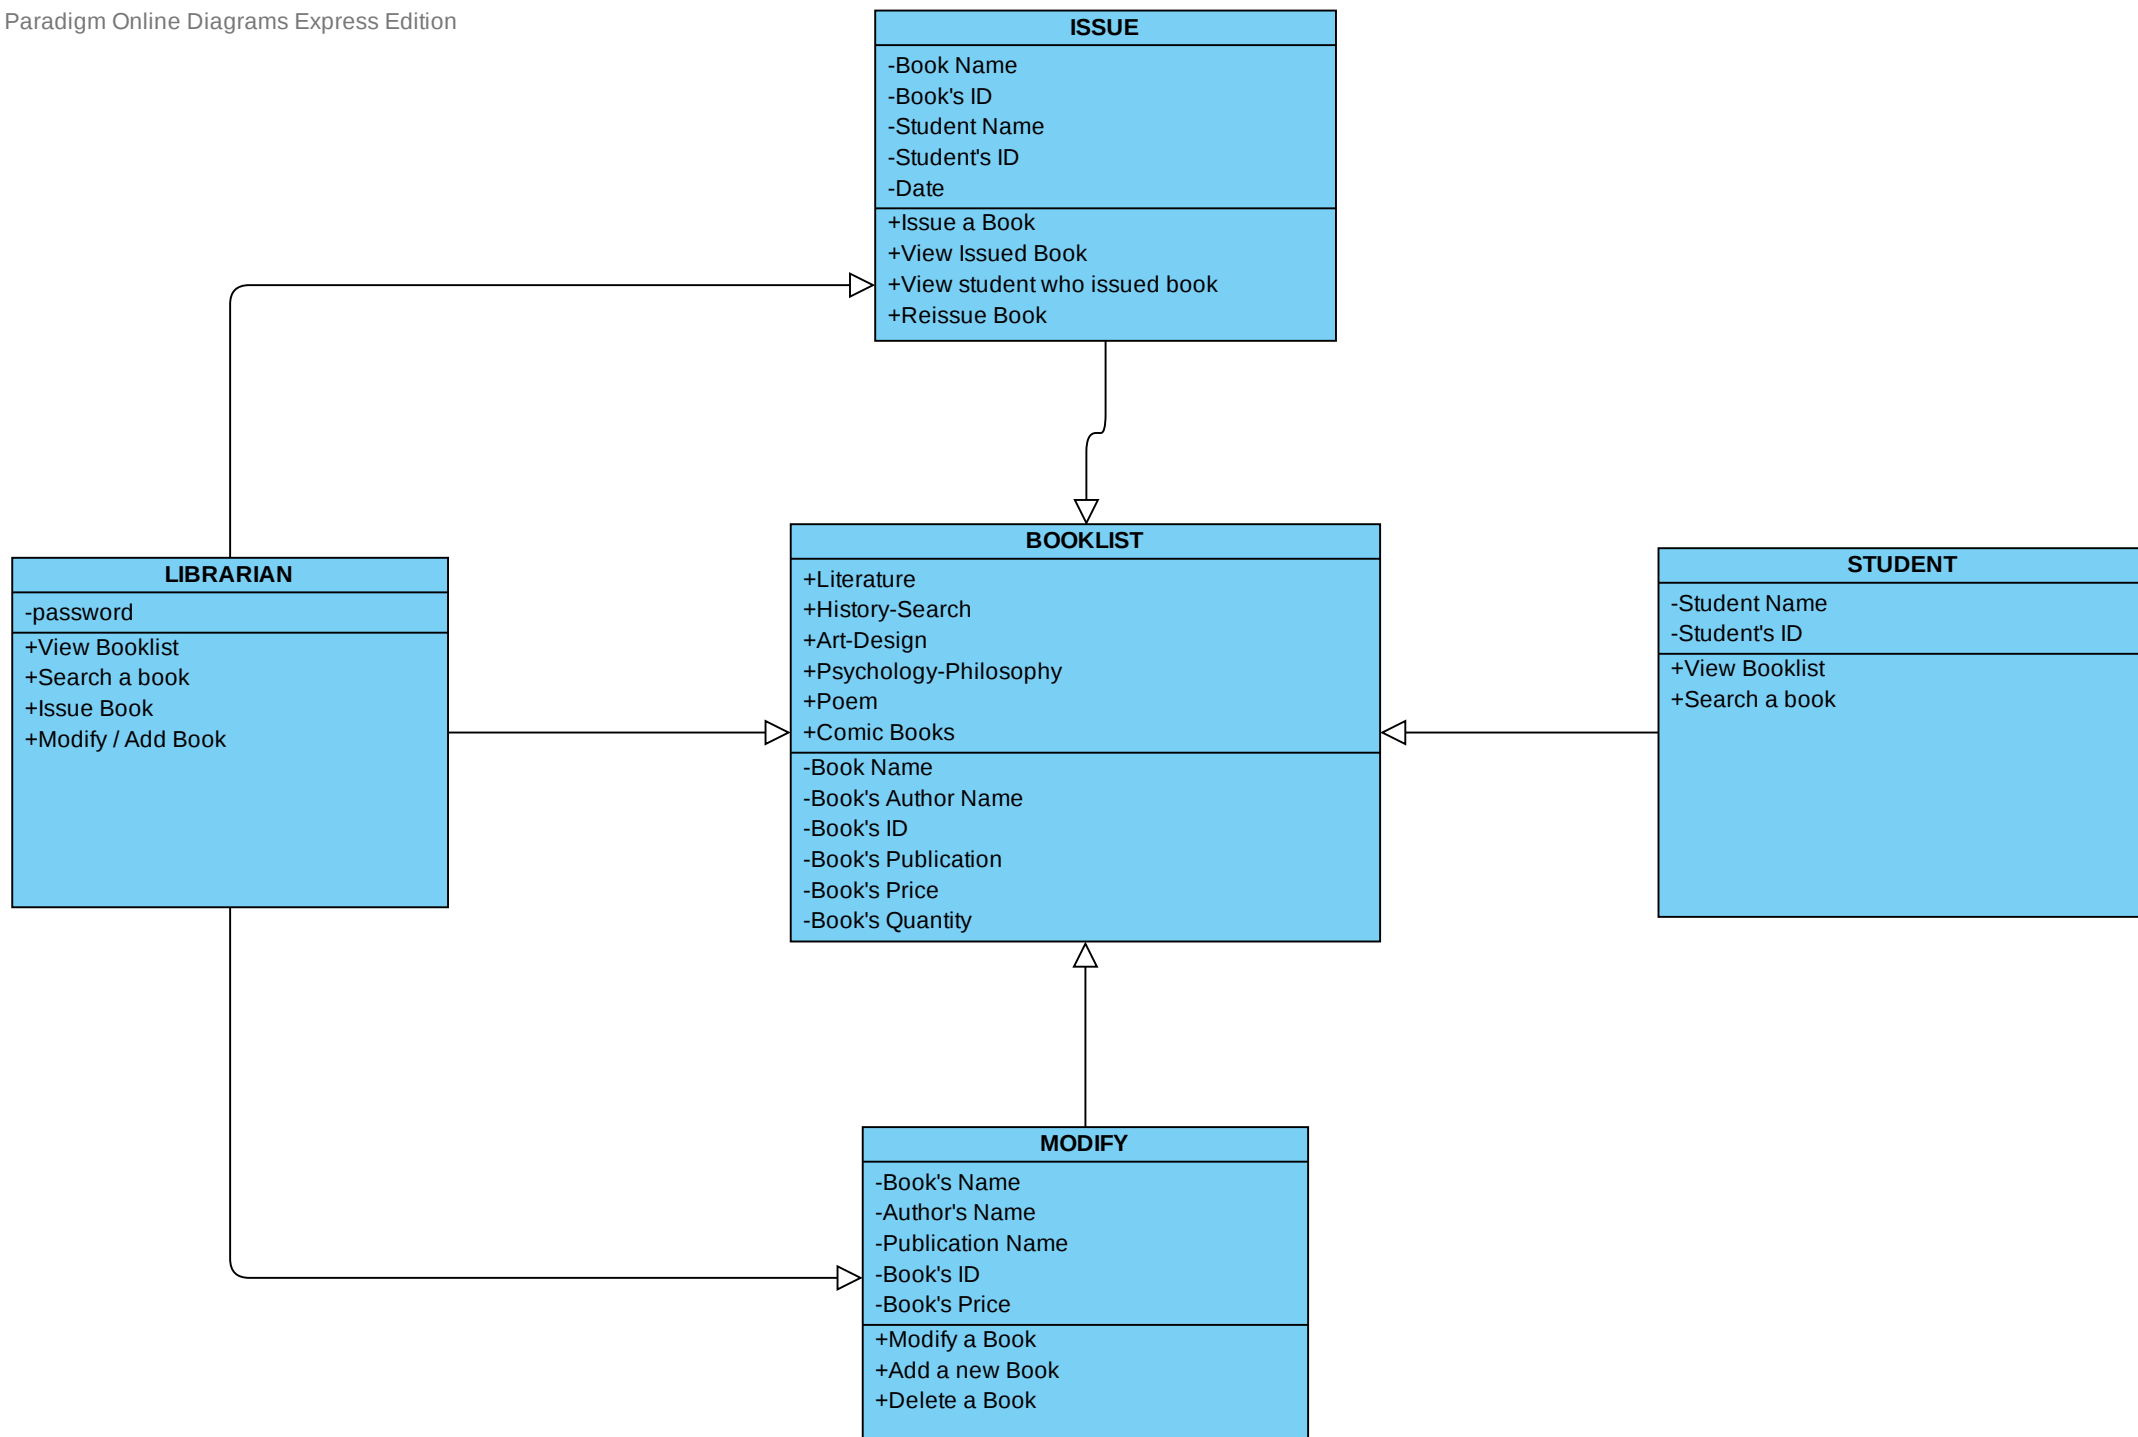 Paradigm Online Diagrams Express Edition
ISSUE
-Book Name
-Book's ID
-Student Name
-Student's ID
-Date
+Issue a Book
+View Issued Book
+View student who issued book
+Reissue Book
LIBRARIAN
-password
+View Booklist
+Search a book
+Issue Book
+Modify / Add Book
BOOKLIST
+Literature
+History-Search
+Art-Design
+Psychology-Philosophy
+Poem
+Comic Books
-Book Name
-Book's Author Name
-Book's ID
-Book's Publication
-Book's Price
-Book's Quantity
STUDENT
-Student Name
-Student's ID
+View Booklist
+Search a book
MODIFY
-Book's Name
-Author's Name
-Publication Name
-Book's ID
-Book's Price
+Modify a Book
+Add a new Book
+Delete a Book